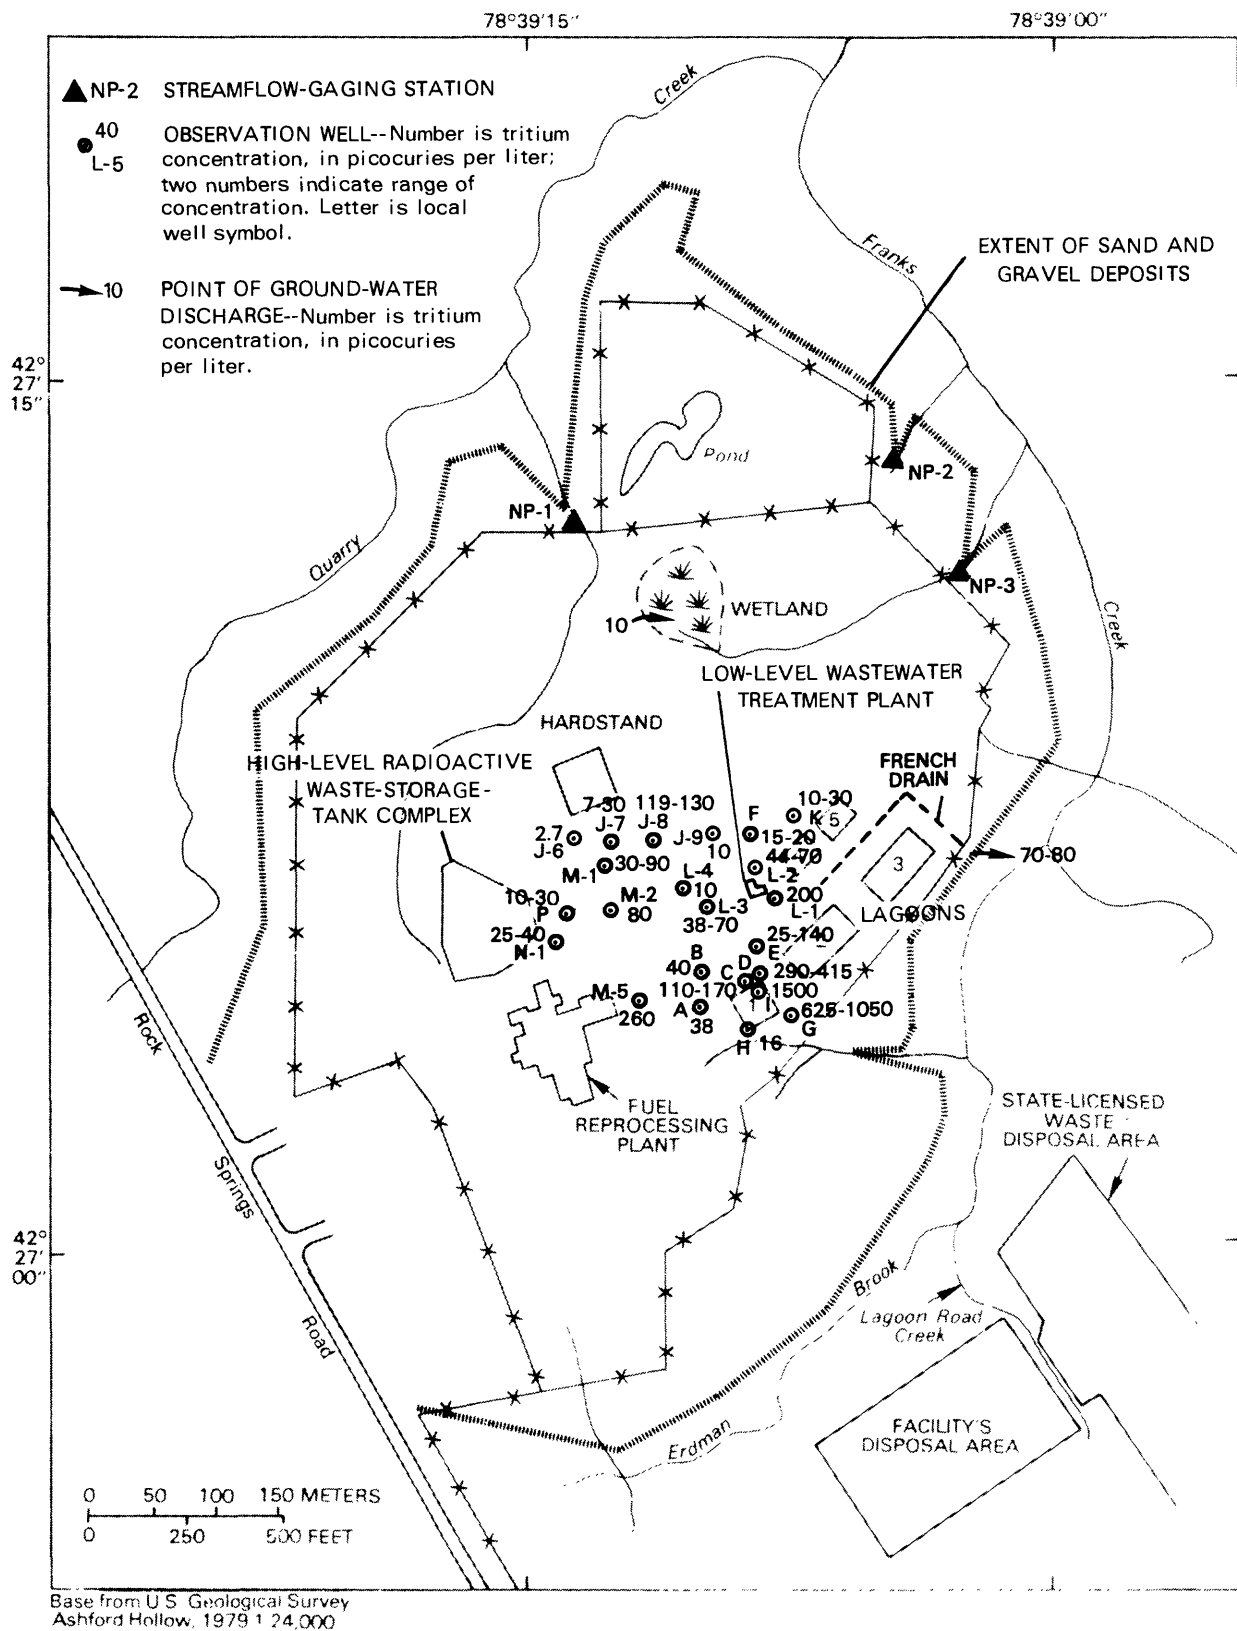 78°39'15"
78°39'00"
NP-2 STREAMFLOW-GAGING STATION
40
L-5
OBSERVATION WELL--Number is tritium
concentration, in picocuries per liter;
two numbers indicate range of
concentration. Letter is local
well symbol.
10
POINT OF GROUND-WATER
DISCHARGE--Number is tritium
concentration, in picocuries
per liter.
Creek
Franks
EXTENT OF SAND AND
GRAVEL DEPOSITS
42°
27'
15"
Pond
NP-2
NP-1
Quarry
NP-3
Creek
10
WETLAND
LOW-LEVEL WASTEWATER
TREATMENT PLANT
HARDSTAND
HIGH-LEVEL RADIOACTIVE
WASTE-STORAGE-
TANK COMPLEX
FRENCH
DRAIN
7-30
119-130
10-30
2.7
J-6
J-7
J-8
J-9
10
F
15-20
K
5
44-70
L-2
3
70-80
M-1
30-90
L-4
10
200
L-1
LAGOONS
10-30
P
M-2
80
L-3
38-70
25-40
N-1
25-140
2
E
B
40
D
C
290-415
110-170
1500
1
I
M-5
260
A
38
625-1050
G
H
16
FUEL
REPROCESSING
PLANT
STATE-LICENSED
WASTE
DISPOSAL AREA
Rock
Springs
Road
42°
27'
00"
Brook
Lagoon Road
Creek
Erdman
FACILITY'S
DISPOSAL AREA
0 50 100 150 METERS
0 250 500 FEET
Base from U S Geological Survey
Ashford Hollow, 1979 1 24,000